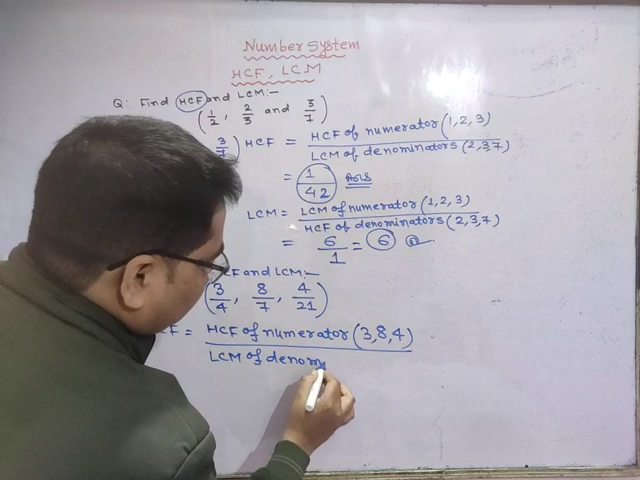 Number System
HCF, LCM
Q: Find HCF and LCM:-
(1/2, 2/3 and 3/7)
3/7) HCF = HCF of numerator (1,2,3) / LCM of denominators (2,3,7)
= 1/42 Ans
LCM = LCM of numerator (1,2,3) / HCF of denominators (2,3,7)
= 6/1 = 6
CF and LCM:-
(3/4, 8/7, 4/21)
F = HCF of numerator (3,8,4) / LCM of denom